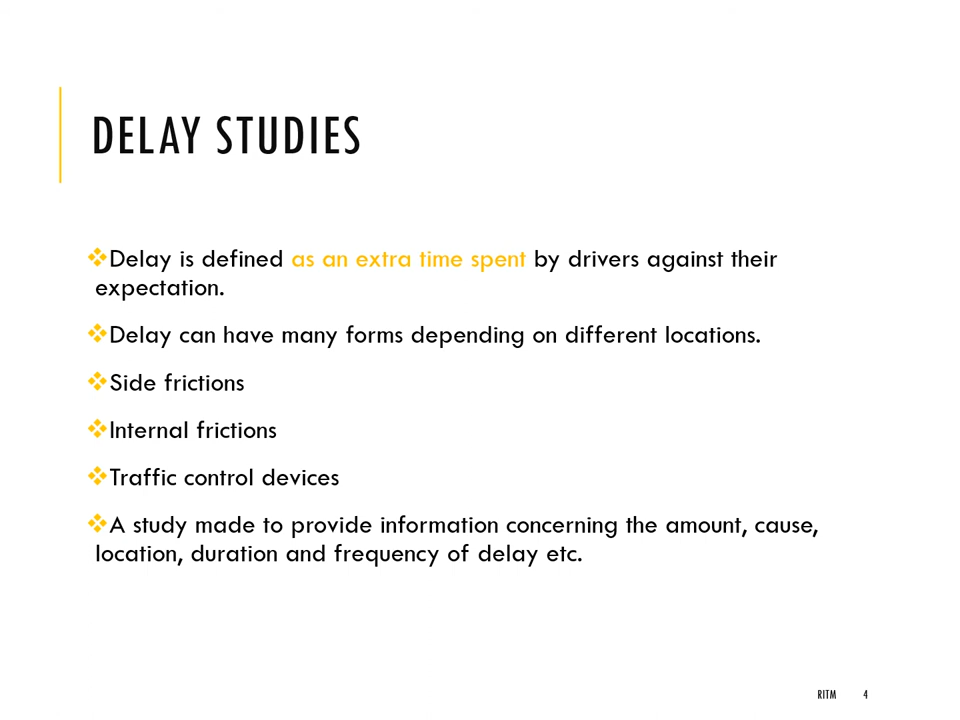 DELAY STUDIES
❖Delay is defined as an extra time spent by drivers against their
expectation.
❖Delay can have many forms depending on different locations.
❖Side frictions
❖Internal frictions
❖Traffic control devices
❖A study made to provide information concerning the amount, cause,
location, duration and frequency of delay etc.
RITM 4